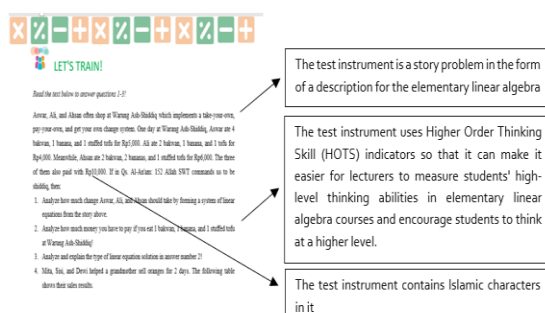 LET'S TRAIN!
Read the text below to answer questions 1-3!
Aswar, Ali, and Ahsan often shop at Warung Ash-Shiddiq which implements a take-your-own,
pay-your-own, and get your own change system. One day at Warung Ash-Shiddiq, Aswar ate 4
bakwan, 1 banana, and 1 stuffed tofu for Rp5,000. Ali ate 2 bakwan, 1 banana, and 1 tofu for
Rp4,000. Meanwhile, Ahsan ate 2 bakwan, 2 bananas, and 1 stuffed tofu for Rp6,000. The three
of them also paid with Rp10,000. If in Qs. Al-An'am: 152 Allah SWT commands us to be
shiddiq, then:
1. Analyze how much change Aswar, Ali, and Ahsan should take by forming a system of linear
equations from the story above.
2. Analyze how much money you have to pay if you eat 1 bakwan, 1 banana, and 1 stuffed tofu
at Warung Ash-Shiddiq!
3. Analyze and explain the type of linear equation solution in answer number 2!
4. Mita, Sisi, and Dewi helped a grandmother sell oranges for 2 days. The following table
shows their sales results.
The test instrument is a story problem in the form
of a description for the elementary linear algebra
The test instrument uses Higher Order Thinking
Skill (HOTS) indicators so that it can make it
easier for lecturers to measure students' high-
level thinking abilities in elementary linear
algebra courses and encourage students to think
at a higher level.
The test instrument contains Islamic characters
in it